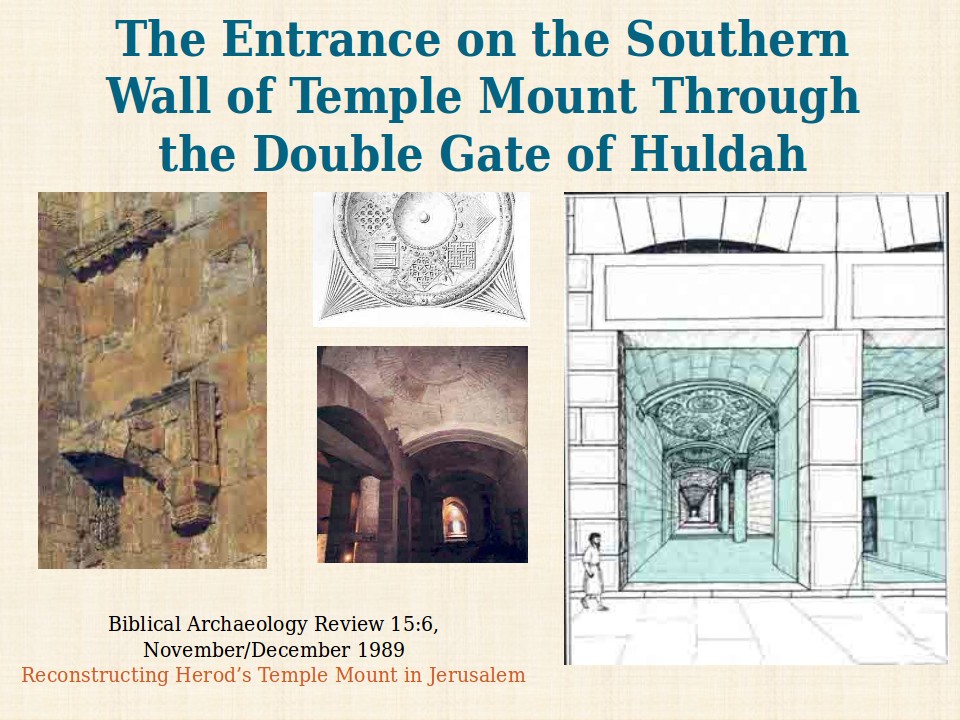 The Entrance on the Southern
Wall of Temple Mount Through
the Double Gate of Huldah
Biblical Archaeology Review 15:6,
November/December 1989
Reconstructing Herod’s Temple Mount in Jerusalem